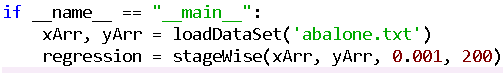 if __name__ == "__main__":
    xArr, yArr = loadDataSet('abalone.txt')
    regression = stageWise(xArr, yArr, 0.001, 200)